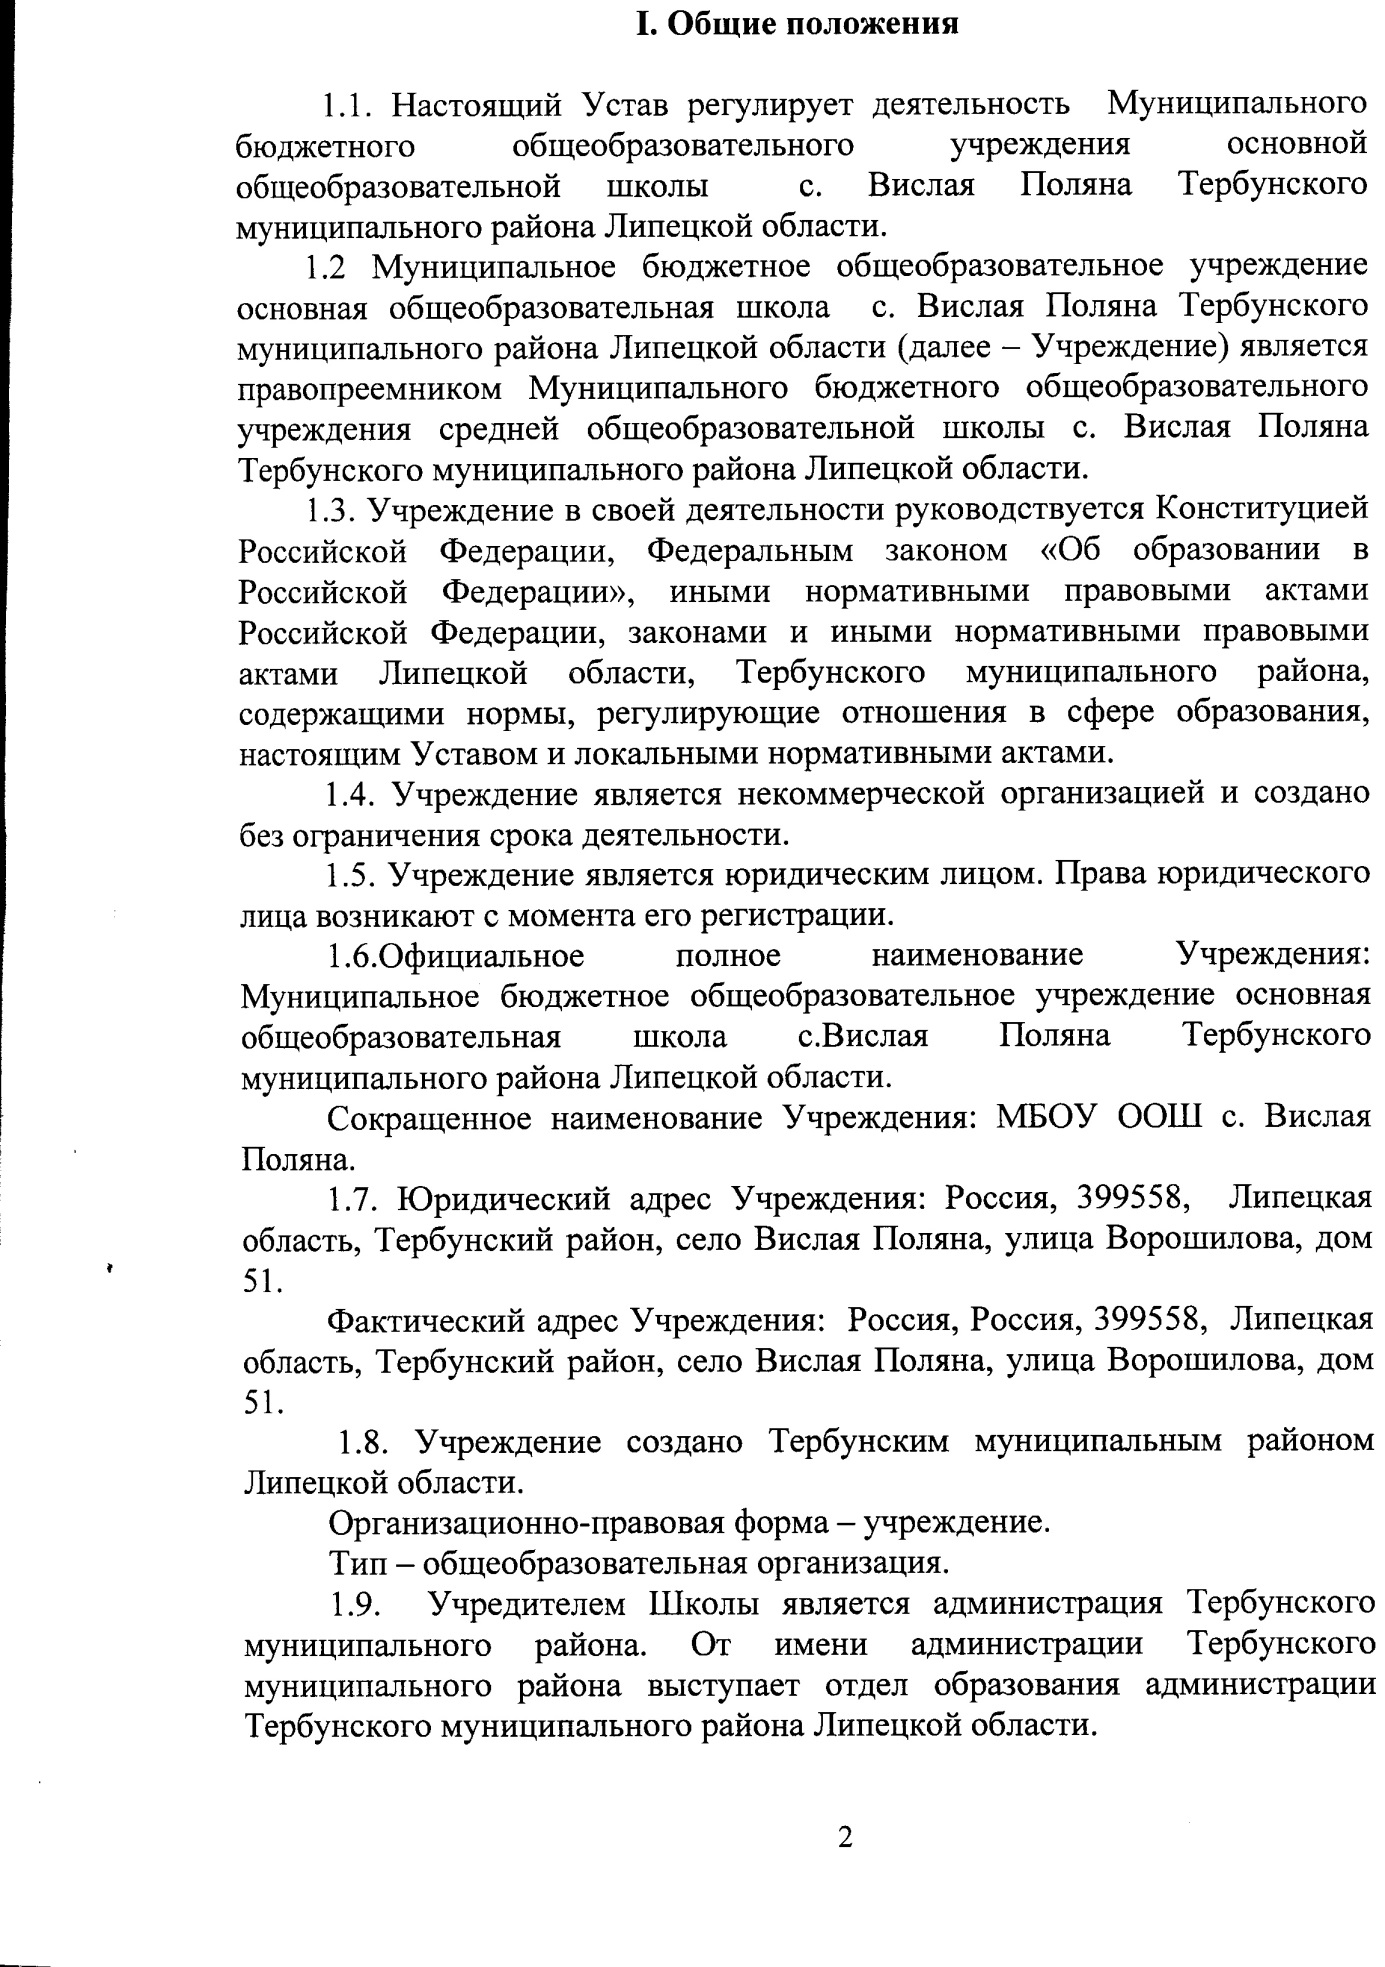 I. Общие положения
1.1. Настоящий Устав регулирует деятельность Муниципального
бюджетного общеобразовательного учреждения основной
общеобразовательной школы с. Вислая Поляна Тербунского
муниципального района Липецкой области.
1.2 Муниципальное бюджетное общеобразовательное учреждение
основная общеобразовательная школа с. Вислая Поляна Тербунского
муниципального района Липецкой области (далее – Учреждение) является
правопреемником Муниципального бюджетного общеобразовательного
учреждения средней общеобразовательной школы с. Вислая Поляна
Тербунского муниципального района Липецкой области.
1.3. Учреждение в своей деятельности руководствуется Конституцией
Российской Федерации, Федеральным законом «Об образовании в
Российской Федерации», иными нормативными правовыми актами
Российской Федерации, законами и иными нормативными правовыми
актами Липецкой области, Тербунского муниципального района,
содержащими нормы, регулирующие отношения в сфере образования,
настоящим Уставом и локальными нормативными актами.
1.4. Учреждение является некоммерческой организацией и создано
без ограничения срока деятельности.
1.5. Учреждение является юридическим лицом. Права юридического
лица возникают с момента его регистрации.
1.6.Официальное полное наименование Учреждения:
Муниципальное бюджетное общеобразовательное учреждение основная
общеобразовательная школа с.Вислая Поляна Тербунского
муниципального района Липецкой области.
Сокращенное наименование Учреждения: МБОУ ООШ с. Вислая
Поляна.
1.7. Юридический адрес Учреждения: Россия, 399558, Липецкая
область, Тербунский район, село Вислая Поляна, улица Ворошилова, дом
51.
Фактический адрес Учреждения: Россия, Россия, 399558, Липецкая
область, Тербунский район, село Вислая Поляна, улица Ворошилова, дом
51.
1.8. Учреждение создано Тербунским муниципальным районом
Липецкой области.
Организационно-правовая форма – учреждение.
Тип – общеобразовательная организация.
1.9. Учредителем Школы является администрация Тербунского
муниципального района. От имени администрации Тербунского
муниципального района выступает отдел образования администрации
Тербунского муниципального района Липецкой области.
2